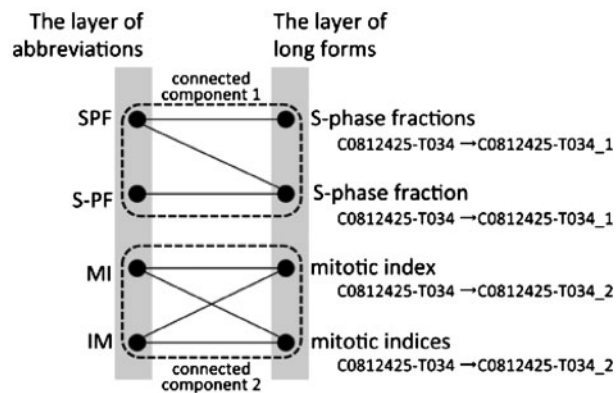 The layer of
abbreviations
The layer of
long forms
connected
component 1
SPF
S-phase fractions
C0812425-T034 →C0812425-T034_1
S-PF
S-phase fraction
C0812425-T034 →C0812425-T034_1
MI
mitotic index
C0812425-T034 →C0812425-T034_2
IM
mitotic indices
C0812425-T034 →C0812425-T034_2
connected
component 2